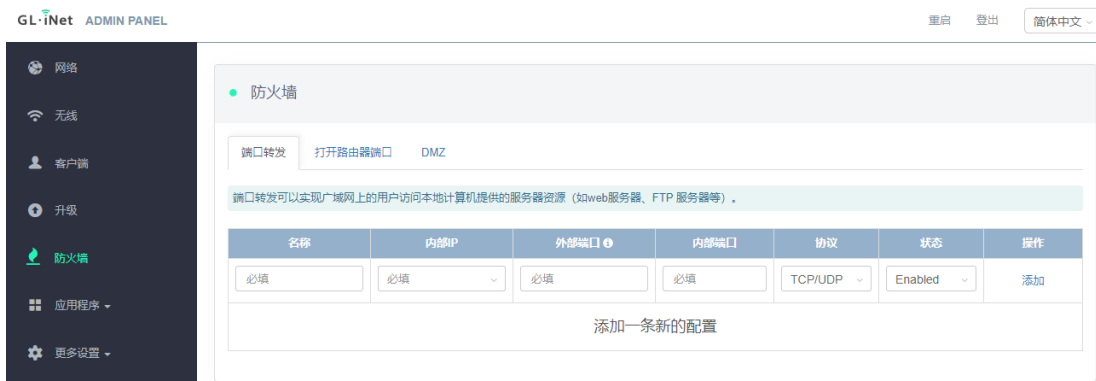 GL·iNet ADMIN PANEL 重启 登出 简体中文
网络
防火墙
无线
端口转发 打开路由器端口 DMZ
客户端
端口转发可以实现广域网上的用户访问本地计算机提供的服务器资源（如web服务器、FTP 服务器等）。
升级
名称 内部IP 外部端口 内部端口 协议 状态 操作
防火墙
必填 必填 必填 必填 TCP/UDP Enabled 添加
应用程序
添加一条新的配置
更多设置